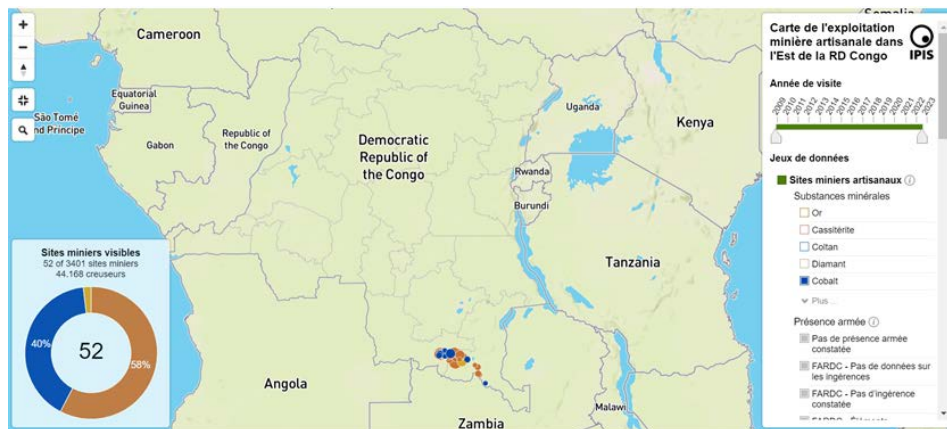 Somalia
Cameroon
Equatorial
Guinea
São Tomé
and Principe
Gabon
Republic of
the Congo
Democratic
Republic of
the Congo
Uganda
Kenya
Rwanda
Burundi
Tanzania
Angola
Zambia
Malawi
Sites miniers visibles
52 of 3401 sites miniers
44.168 creuseurs
40%
52
58%
Carte de l'exploitation
minière artisanale dans
l'Est de la RD Congo
IPIS
Année de visite
2009
2010
2011
2012
2013
2014
2015
2016
2017
2018
2019
2020
2021
2022
2023
Jeux de données
Sites miniers artisanaux
Substances minérales
Or
Cassitérite
Coltan
Diamant
Cobalt
Plus ..
Présence armée
Pas de présence armée
constatée
FARDC - Pas de données sur
les ingérences
FARDC - Pas d'ingérence
constatée